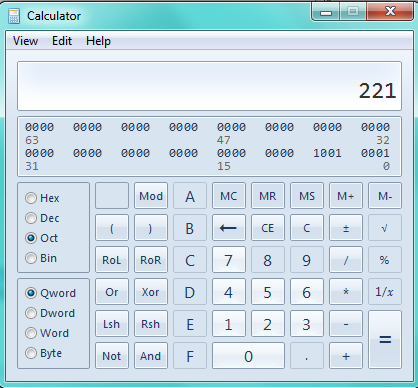 Calculator
View Edit Help
221
0000 0000 0000 0000 0000 0000 0000 0000
63 47 32
0000 0000 0000 0000 0000 0000 1001 0001
31 15 0
Hex Mod A MC MR MS M+ M-
Dec ( ) B ← CE C ± √
Oct RoL RoR C 7 8 9 / %
Bin
Qword Or Xor D 4 5 6 * 1/x
Dword Lsh Rsh E 1 2 3 - =
Word
Byte Not And F 0 . +